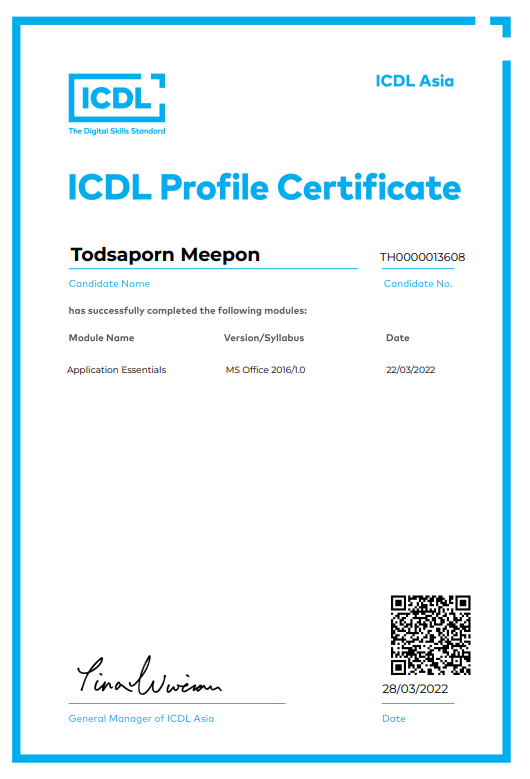 ICDL
The Digital Skills Standard
ICDL Asia
ICDL Profile Certificate
Todsaporn Meepon
TH0000013608
Candidate Name
Candidate No.
has successfully completed the following modules:
Module Name Version/Syllabus Date
Application Essentials MS Office 2016/1.0 22/03/2022
28/03/2022
General Manager of ICDL Asia
Date